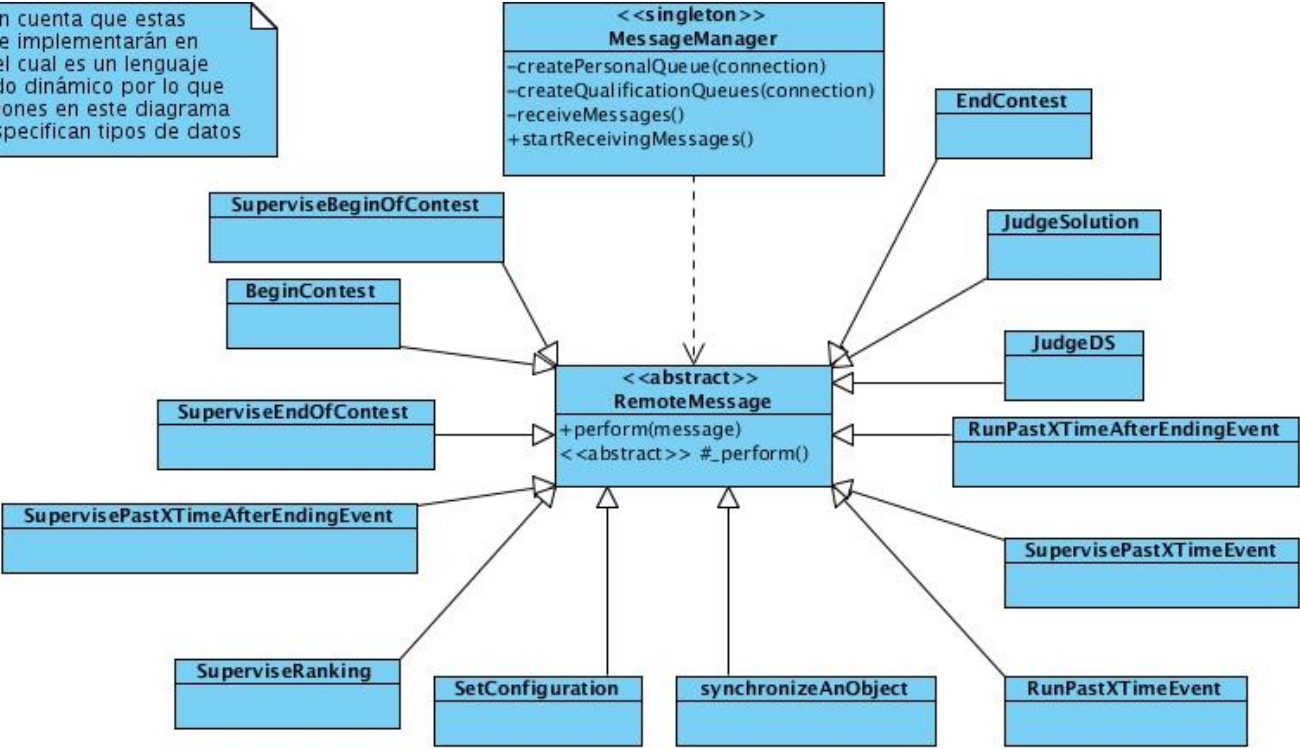 n cuenta que estas
e implementarán en
el cual es un lenguaje
do dinámico por lo que
iones en este diagrama
specifican tipos de datos
<<singleton>>
MessageManager
-createPersonalQueue(connection)
-createQualificationQueues(connection)
-receiveMessages()
+startReceivingMessages()
EndContest
SuperviseBeginOfContest
JudgeSolution
BeginContest
JudgeDS
<<abstract>>
RemoteMessage
+perform(message)
<<abstract>> #_perform()
SuperviseEndOfContest
RunPastXTimeAfterEndingEvent
SupervisePastXTimeAfterEndingEvent
SupervisePastXTimeEvent
SuperviseRanking
SetConfiguration
synchronizeAnObject
RunPastXTimeEvent